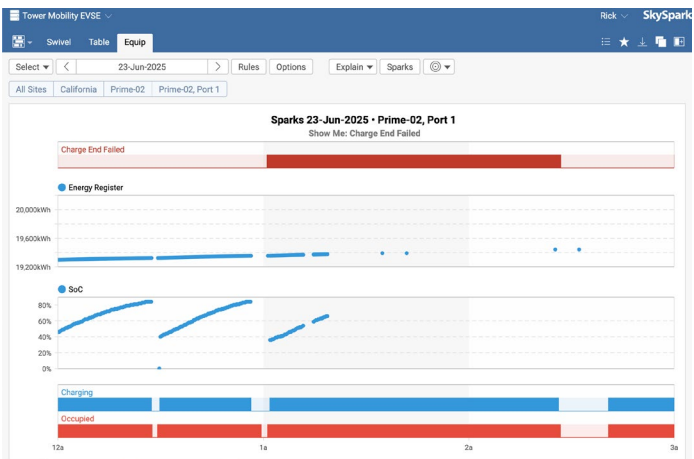 Tower Mobility EVSE
Rick
SkySpark
Swivel Table Equip
Select < 23-Jun-2025 > Rules Options Explain Sparks
All Sites California Prime-02 Prime-02, Port 1
Sparks 23-Jun-2025 • Prime-02, Port 1
Show Me: Charge End Failed
Charge End Failed
Energy Register
20,000kWh
19,600kWh
19,200kWh
SoC
80%
60%
40%
20%
0%
Charging
Occupied
12a 1a 2a 3a